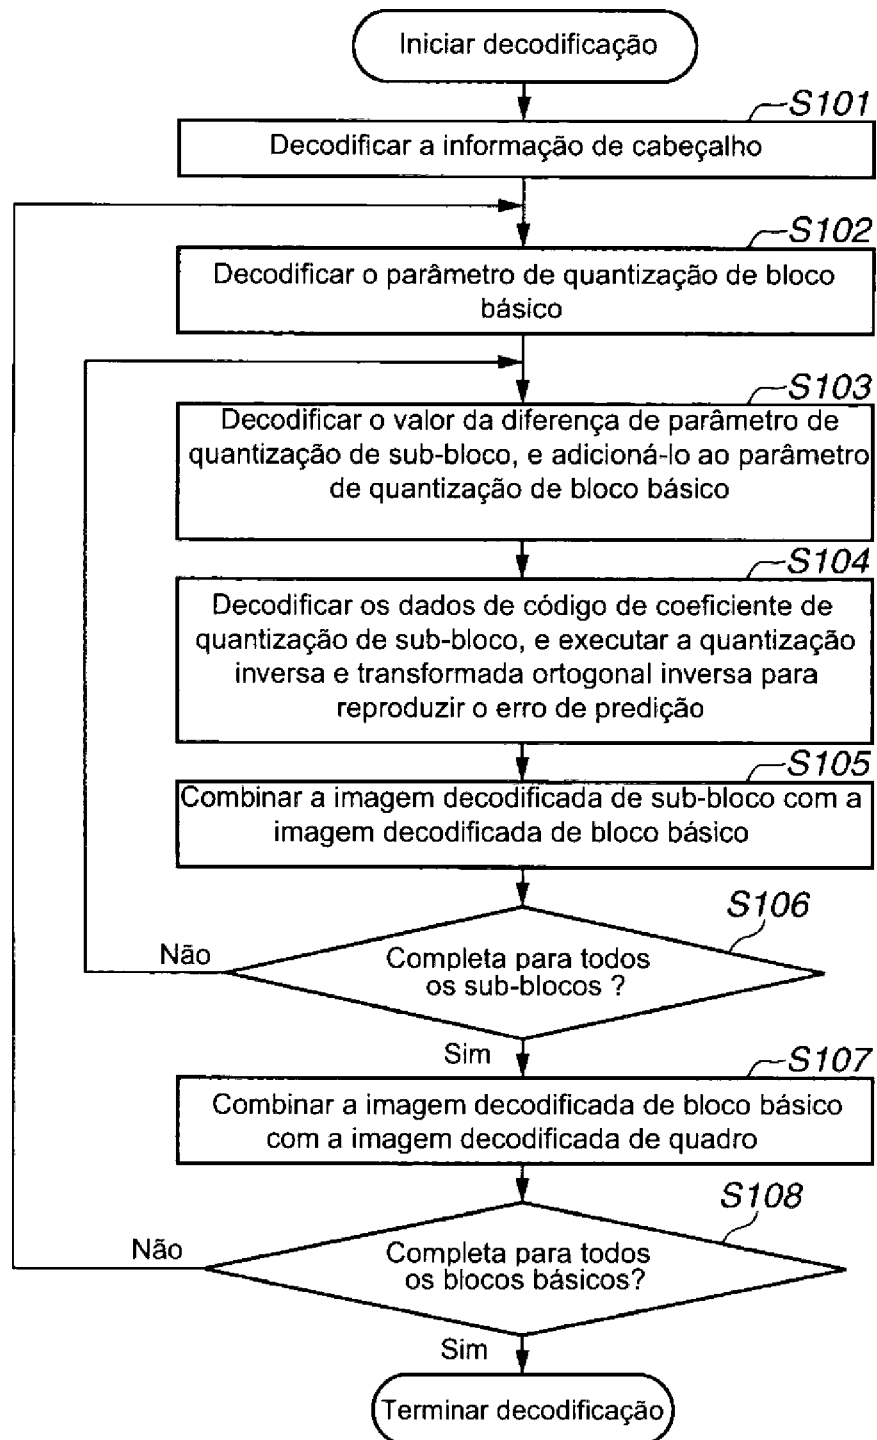 Iniciar decodificação
S101
Decodificar a informação de cabeçalho
S102
Decodificar o parâmetro de quantização de bloco
básico
S103
Decodificar o valor da diferença de parâmetro de
quantização de sub-bloco, e adicioná-lo ao parâmetro
de quantização de bloco básico
S104
Decodificar os dados de código de coeficiente de
quantização de sub-bloco, e executar a quantização
inversa e transformada ortogonal inversa para
reproduzir o erro de predição
S105
Combinar a imagem decodificada de sub-bloco com a
imagem decodificada de bloco básico
S106
Não
Completa para todos
os sub-blocos ?
Sim
S107
Combinar a imagem decodificada de bloco básico
com a imagem decodificada de quadro
S108
Não
Completa para todos
os blocos básicos?
Sim
Terminar decodificação